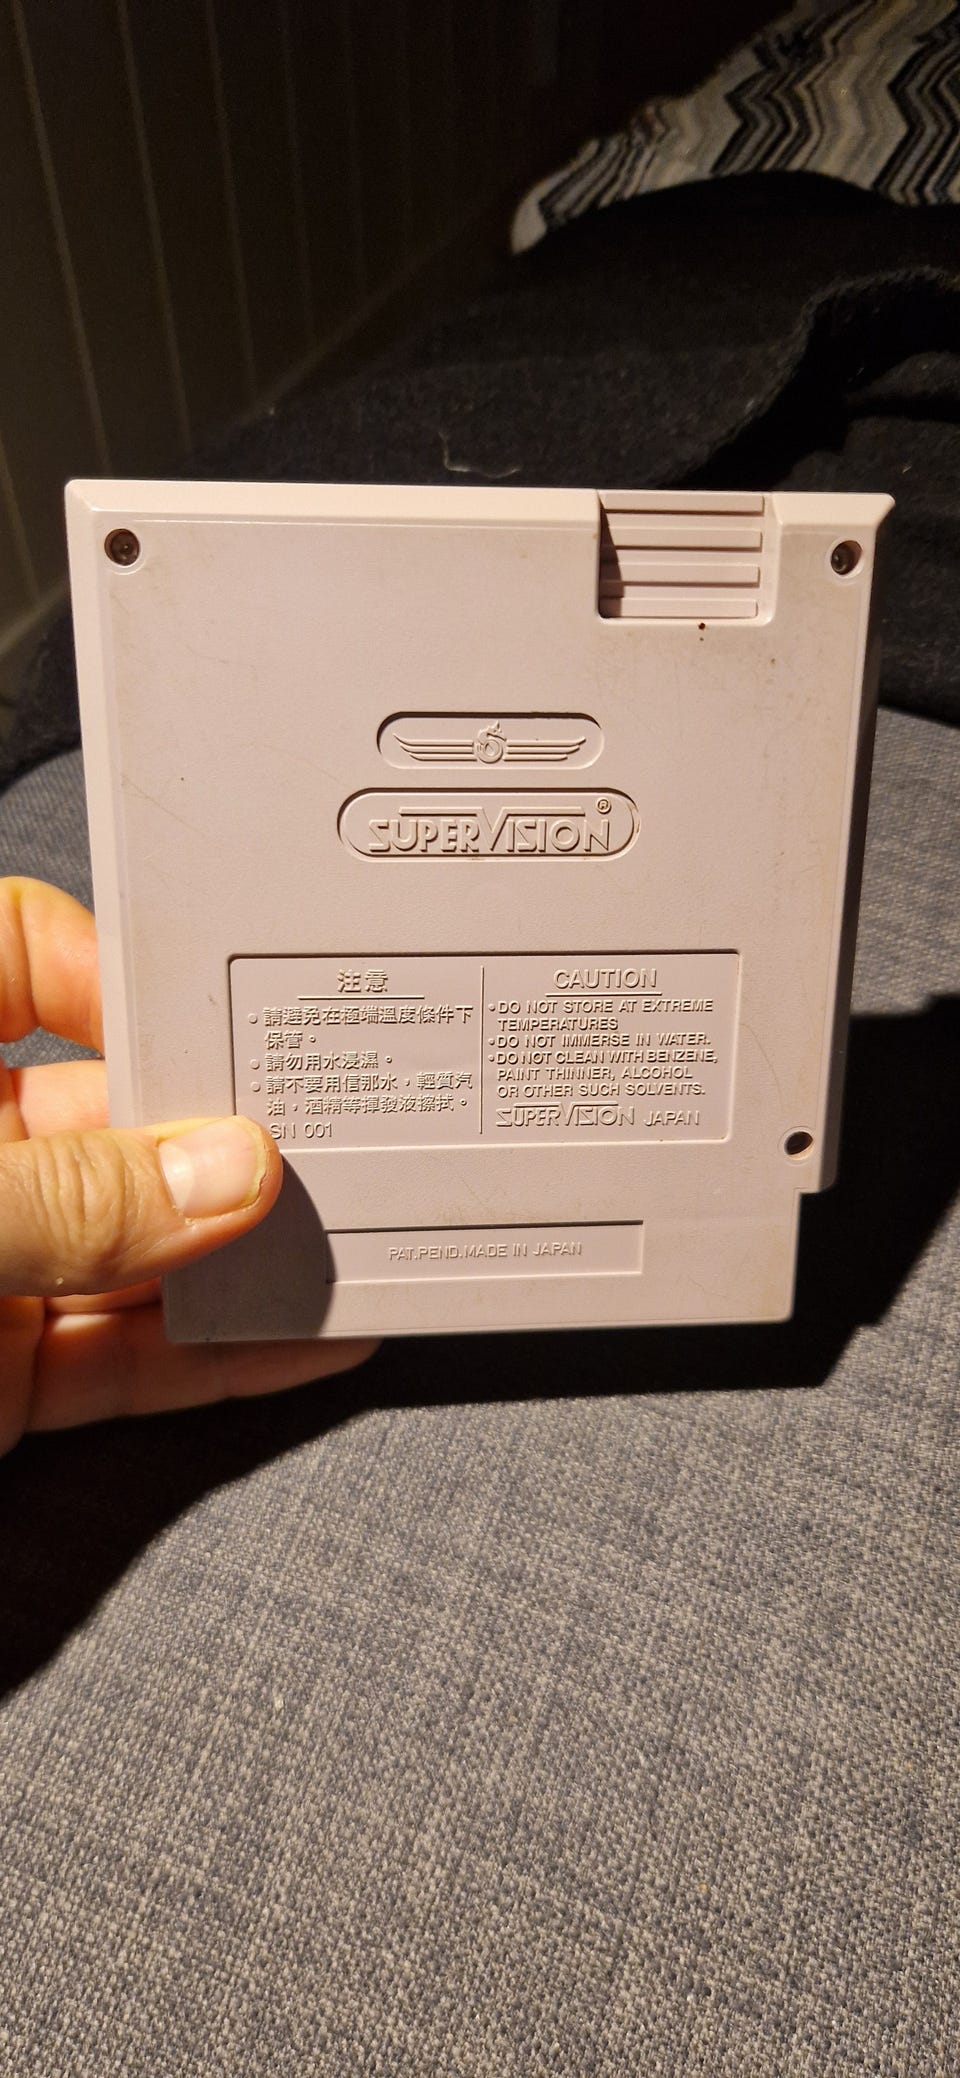 SUPERVISION®
注意
◦ 請避免在極端溫度條件下
保管。
◦ 請勿用水浸濕。
◦ 請不要用信那水，輕質汽
油，酒精等揮發液擦拭。
SN 001
CAUTION
•DO NOT STORE AT EXTREME
TEMPERATURES
•DO NOT IMMERSE IN WATER.
•DO NOT CLEAN WITH BENZENE,
PAINT THINNER, ALCOHOL
OR OTHER SUCH SOLVENTS.
SUPERVISION JAPAN
PAT.PEND.MADE IN JAPAN